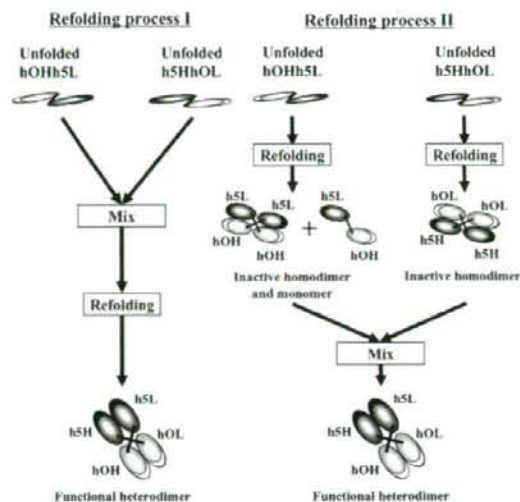 Refolding process I
Unfolded
hOHh5L
Unfolded
h5HhOL
Mix
Refolding
h5L
h5H
hOL
hOH
Functional heterodimer
Refolding process II
Unfolded
hOHh5L
Unfolded
h5HhOL
Refolding
Refolding
h5L
h5L
hOH
hOH
+
h5L
hOH
hOL
hOL
h5H
h5H
Inactive homodimer
and monomer
Inactive homodimer
Mix
h5L
h5H
hOL
hOH
Functional heterodimer